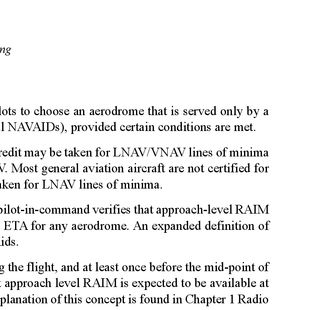 ng
lots to choose an aerodrome that is served only by a
l NAVAIDs), provided certain conditions are met.
redit may be taken for LNAV/VNAV lines of minima
V. Most general aviation aircraft are not certified for
aken for LNAV lines of minima.
pilot-in-command verifies that approach-level RAIM
ETA for any aerodrome. An expanded definition of
ids.
g the flight, and at least once before the mid-point of
t approach level RAIM is expected to be available at
planation of this concept is found in Chapter 1 Radio